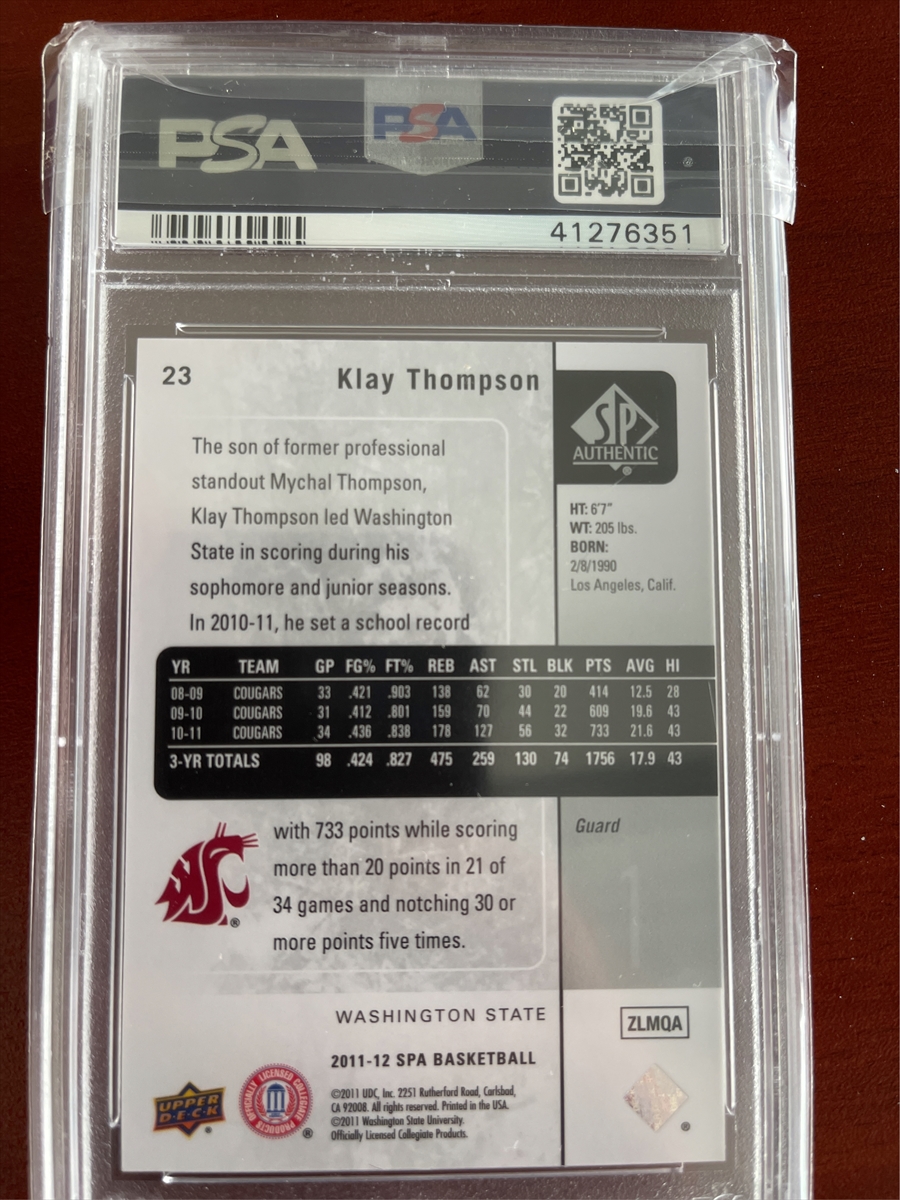 PSA
PSA
41276351
23
Klay Thompson
The son of former professional
standout Mychal Thompson,
Klay Thompson led Washington
State in scoring during his
sophomore and junior seasons.
In 2010-11, he set a school record
SP
AUTHENTIC
®
HT: 6'7"
WT: 205 lbs.
BORN:
2/8/1990
Los Angeles, Calif.
YR TEAM GP FG% FT% REB AST STL BLK PTS AVG HI
08-09 COUGARS 33 .421 .903 138 62 30 20 414 12.5 28
09-10 COUGARS 31 .412 .801 159 70 44 22 609 19.6 43
10-11 COUGARS 34 .436 .838 178 127 56 32 733 21.6 43
3-YR TOTALS 98 .424 .827 475 259 130 74 1756 17.9 43
with 733 points while scoring
more than 20 points in 21 of
34 games and notching 30 or
more points five times.
WSC
®
Guard
1
WASHINGTON STATE
ZLMQA
2011-12 SPA BASKETBALL
UPPER
DECK
OFFICIALLY LICENSED COLLEGIATE PRODUCTS
©2011 UDC, Inc. 2251 Rutherford Road, Carlsbad,
CA 92008. All rights reserved. Printed in the USA.
©2011 Washington State University.
Officially Licensed Collegiate Products.